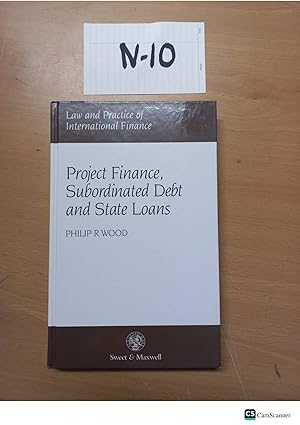 N-10
Law and Practice of
International Finance
Project Finance,
Subordinated Debt
and State Loans
PHILIP R WOOD
Sweet & Maxwell
CS CamScanner